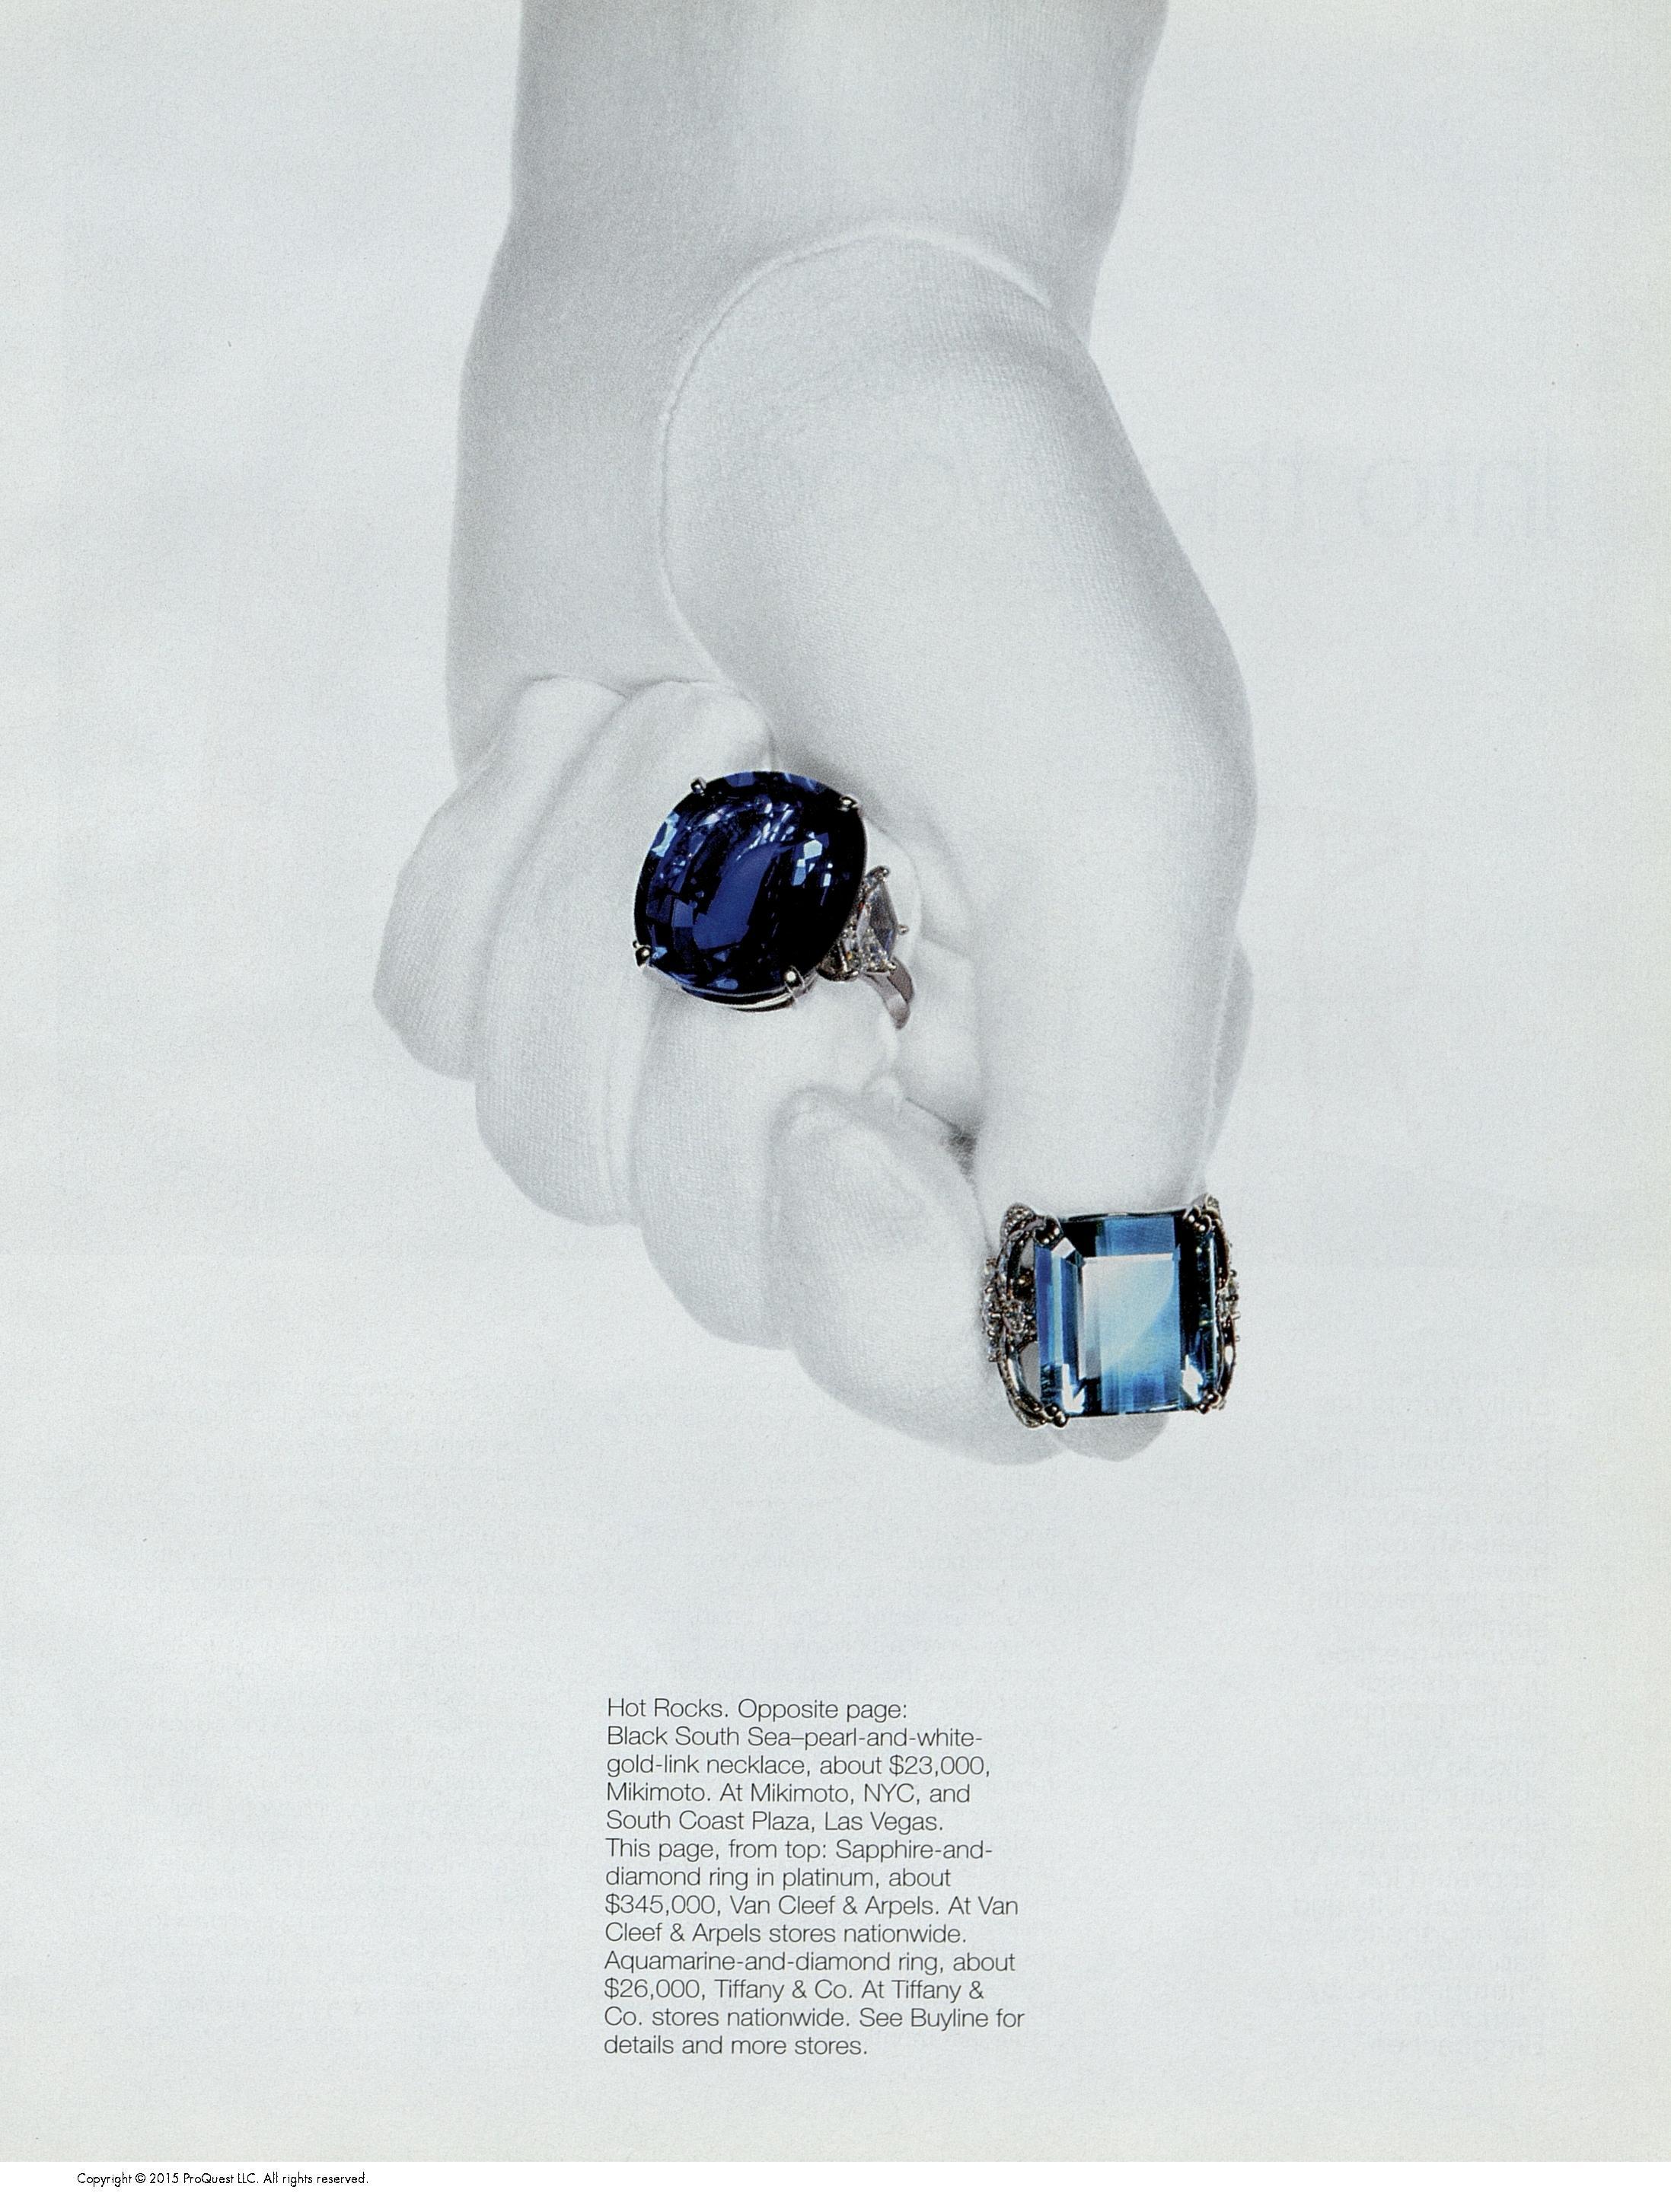 Hot Rocks. Opposite page:
Black South Sea–pearl-and-white-
gold-link necklace, about $23,000,
Mikimoto. At Mikimoto, NYC, and
South Coast Plaza, Las Vegas.
This page, from top: Sapphire-and-
diamond ring in platinum, about
$345,000, Van Cleef & Arpels. At Van
Cleef & Arpels stores nationwide.
Aquamarine-and-diamond ring, about
$26,000, Tiffany & Co. At Tiffany &
Co. stores nationwide. See Buyline for
details and more stores.
Copyright © 2015 ProQuest LLC. All rights reserved.